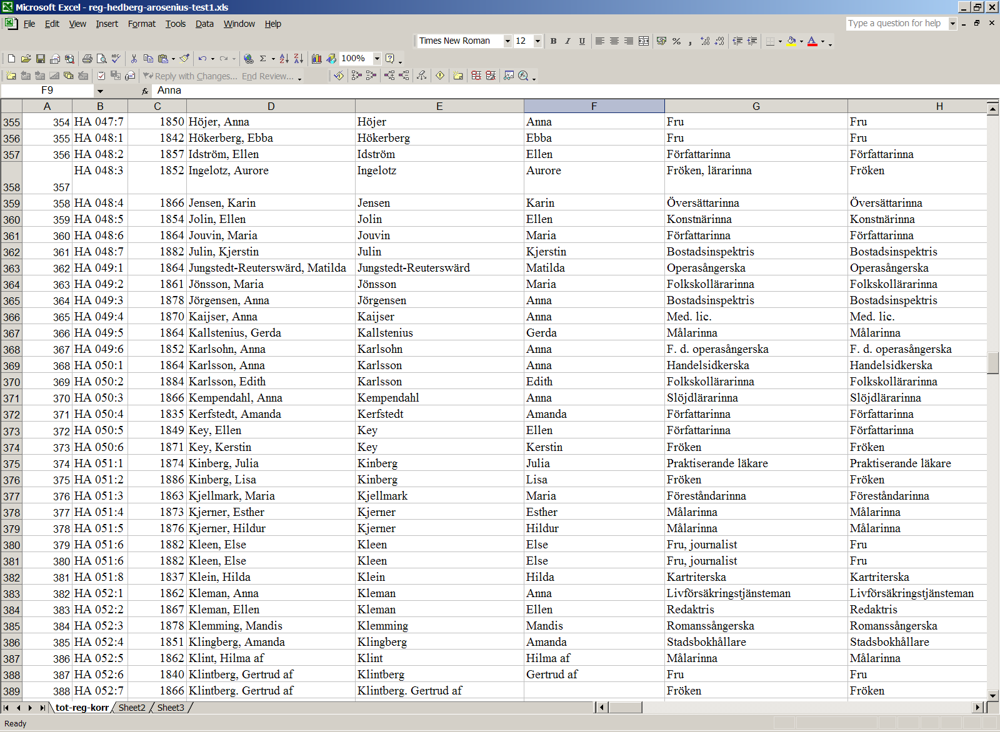 Microsoft Excel - reg-hedberg-arosenius-test1.xls
File Edit View Insert Format Tools Data Window Help Type a question for help
Times New Roman 12 B I U
100%
Reply with Changes... End Review...
F9 fx Anna
A B C D E F G H
355 354 HA 047:7 1850 Höjer, Anna Höjer Anna Fru Fru
356 355 HA 048:1 1842 Hökerberg, Ebba Hökerberg Ebba Fru Fru
357 356 HA 048:2 1857 Idström, Ellen Idström Ellen Författarinna Författarinna
358 357 HA 048:3 1852 Ingelotz, Aurore Ingelotz Aurore Fröken, lärarinna Fröken
359 358 HA 048:4 1866 Jensen, Karin Jensen Karin Översättarinna Översättarinna
360 359 HA 048:5 1854 Jolin, Ellen Jolin Ellen Konstnärinna Konstnärinna
361 360 HA 048:6 1864 Jouvin, Maria Jouvin Maria Författarinna Författarinna
362 361 HA 048:7 1882 Julin, Kjerstin Julin Kjerstin Bostadsinspektris Bostadsinspektris
363 362 HA 049:1 1864 Jungstedt-Reuterswärd, Matilda Jungstedt-Reuterswärd Matilda Operasångerska Operasångerska
364 363 HA 049:2 1861 Jönsson, Maria Jönsson Maria Folkskollärarinna Folkskollärarinna
365 364 HA 049:3 1878 Jörgensen, Anna Jörgensen Anna Bostadsinspektris Bostadsinspektris
366 365 HA 049:4 1870 Kaijser, Anna Kaijser Anna Med. lic. Med. lic.
367 366 HA 049:5 1864 Kallstenius, Gerda Kallstenius Gerda Målarinna Målarinna
368 367 HA 049:6 1852 Karlsohn, Anna Karlsohn Anna F. d. operasångerska F. d. operasångerska
369 368 HA 050:1 1864 Karlsson, Anna Karlsson Anna Handelsidkerska Handelsidkerska
370 369 HA 050:2 1884 Karlsson, Edith Karlsson Edith Folkskollärarinna Folkskollärarinna
371 370 HA 050:3 1866 Kempendahl, Anna Kempendahl Anna Slöjdlärarinna Slöjdlärarinna
372 371 HA 050:4 1835 Kerfstedt, Amanda Kerfstedt Amanda Författarinna Författarinna
373 372 HA 050:5 1849 Key, Ellen Key Ellen Författarinna Författarinna
374 373 HA 050:6 1871 Key, Kerstin Key Kerstin Fröken Fröken
375 374 HA 051:1 1874 Kinberg, Julia Kinberg Julia Praktiserande läkare Praktiserande läkare
376 375 HA 051:2 1886 Kinberg, Lisa Kinberg Lisa Fröken Fröken
377 376 HA 051:3 1863 Kjellmark, Maria Kjellmark Maria Föreståndarinna Föreståndarinna
378 377 HA 051:4 1873 Kjerner, Esther Kjerner Esther Målarinna Målarinna
379 378 HA 051:5 1876 Kjerner, Hildur Kjerner Hildur Målarinna Målarinna
380 379 HA 051:6 1882 Kleen, Else Kleen Else Fru, journalist Fru
381 380 HA 051:6 1882 Kleen, Else Kleen Else Fru, journalist Fru
382 381 HA 051:8 1837 Klein, Hilda Klein Hilda Kartriterska Kartriterska
383 382 HA 052:1 1862 Kleman, Anna Kleman Anna Livförsäkringstjänsteman Livförsäkringstjänsteman
384 383 HA 052:2 1867 Kleman, Ellen Kleman Ellen Redaktris Redaktris
385 384 HA 052:3 1878 Klemming, Mandis Klemming Mandis Romanssångerska Romanssångerska
386 385 HA 052:4 1851 Klingberg, Amanda Klingberg Amanda Stadsbokhållare Stadsbokhållare
387 386 HA 052:5 1862 Klint, Hilma af Klint Hilma af Målarinna Målarinna
388 387 HA 052:6 1840 Klintberg, Gertrud af Klintberg Gertrud af Fru Fru
389 388 HA 052:7 1866 Klintberg. Gertrud af Klintberg. Gertrud af Fröken Fröken
tot-reg-korr Sheet2 Sheet3
Ready